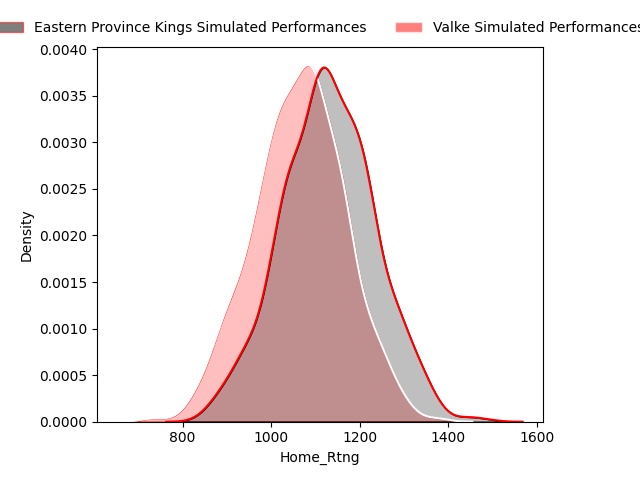 Eastern Province Kings Simulated Performances
Valke Simulated Performances
0.0040
0.0035
0.0030
0.0025
0.0020
0.0015
0.0010
0.0005
0.0000
Density
800 1000 1200 1400 1600
Home_Rtng